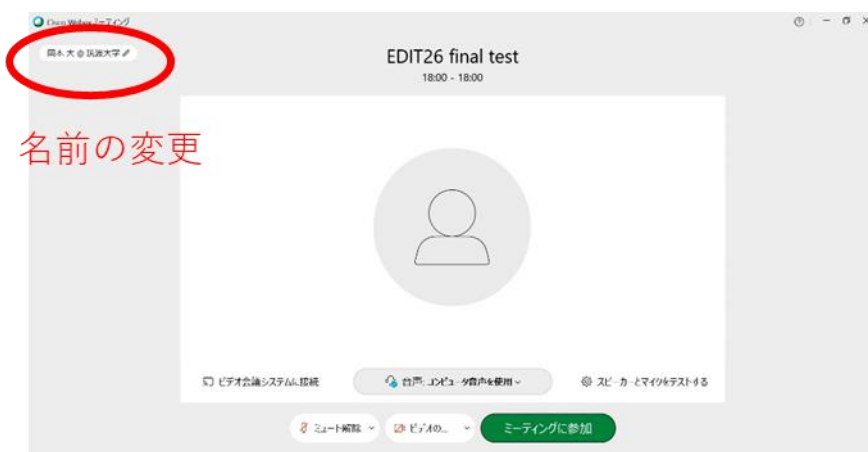 Cisco Webex ミーティング
岡本 大 @ 筑波大学
EDIT26 final test
18:00 - 18:00
名前の変更
ビデオ会議システムに接続
音声: コンピュータ音声を使用
スピーカーとマイクをテストする
ミュート解除
ビデオの...
ミーティングに参加